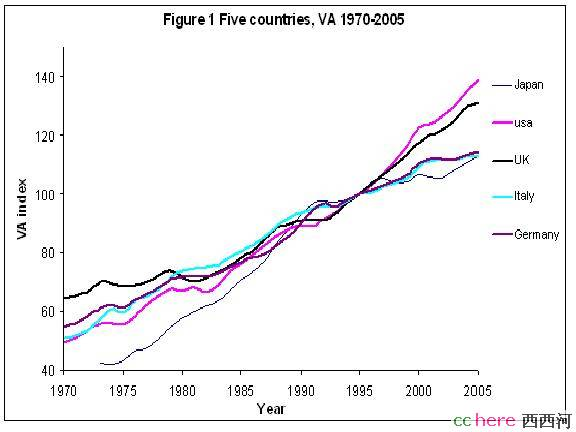 Figure 1 Five countries, VA 1970-2005
VA index
140
120
100
80
60
40
1970 1975 1980 1985 1990 1995 2000 2005
Year
Japan
usa
UK
Italy
Germany
cchere 西西河